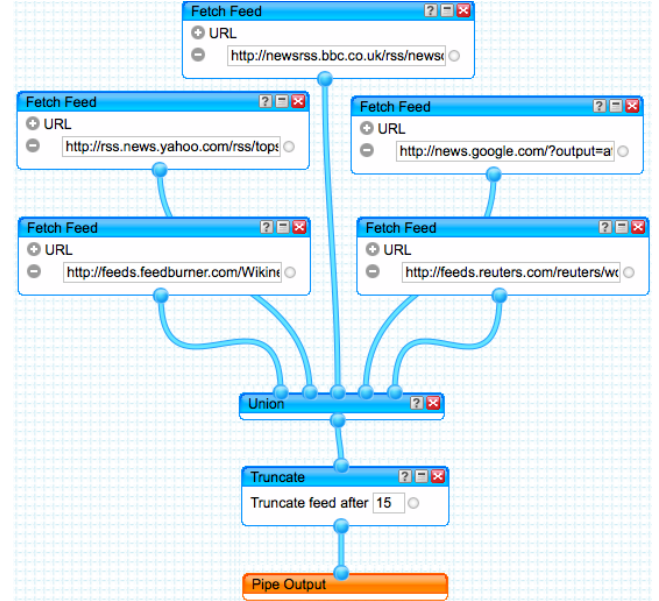 Fetch Feed
URL
http://newsrss.bbc.co.uk/rss/newso
Fetch Feed
URL
http://rss.news.yahoo.com/rss/tops
Fetch Feed
URL
http://news.google.com/?output=at
Fetch Feed
URL
http://feeds.feedburner.com/Wikine
Fetch Feed
URL
http://feeds.reuters.com/reuters/wo
Union
Truncate
Truncate feed after 15
Pipe Output